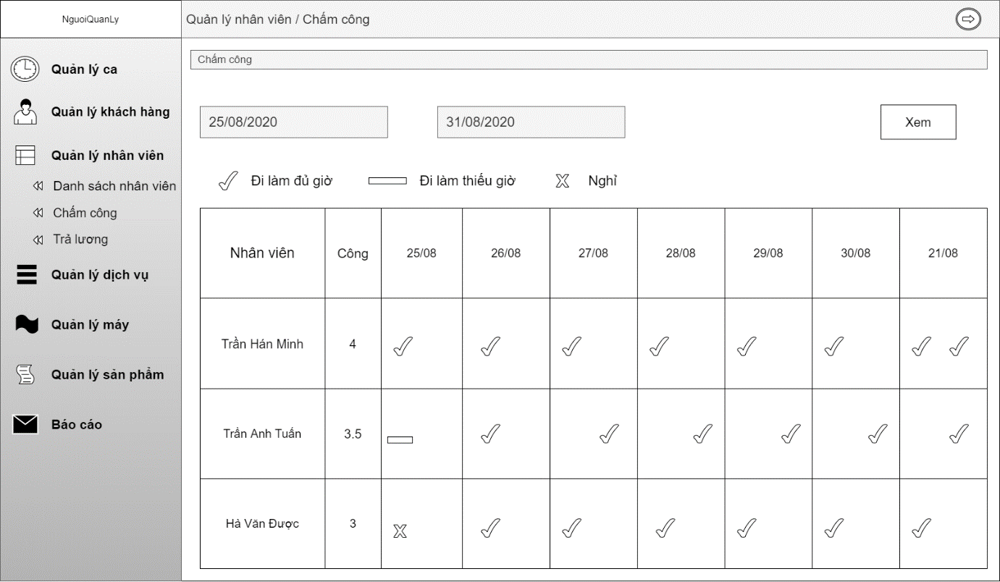 NguoiQuanLy
Quản lý nhân viên / Chấm công
Quản lý ca
Quản lý khách hàng
Quản lý nhân viên
Danh sách nhân viên
Chấm công
Trả lương
Quản lý dịch vụ
Quản lý máy
Quản lý sản phẩm
Báo cáo
Chấm công
25/08/2020 31/08/2020 Xem
Đi làm đủ giờ Đi làm thiếu giờ Nghỉ
Nhân viên Công 25/08 26/08 27/08 28/08 29/08 30/08 21/08
Trần Hán Minh 4
Trần Anh Tuấn 3.5
Hà Văn Được 3